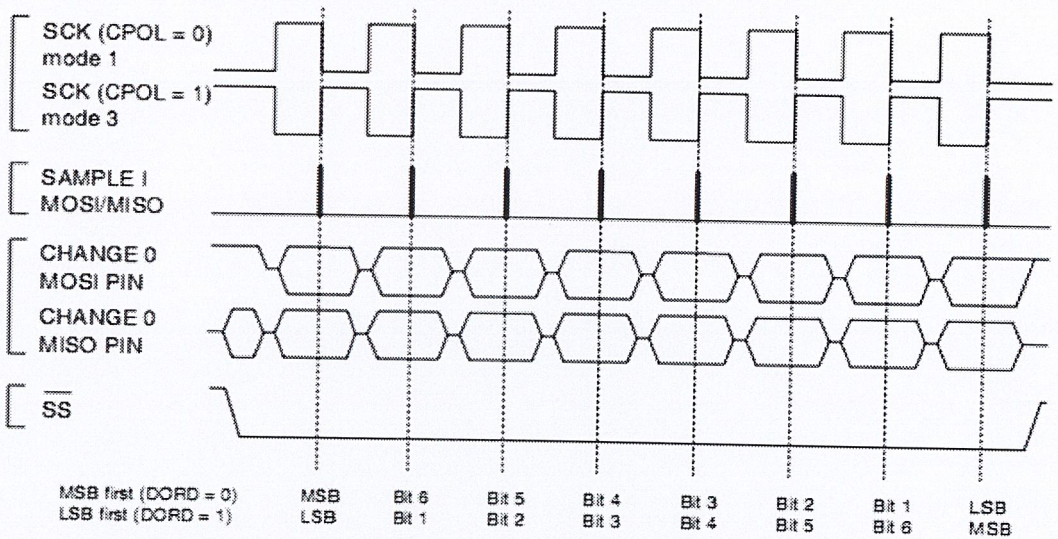 SCK (CPOL = 0)
mode 1
SCK (CPOL = 1)
mode 3
SAMPLE I
MOSI/MISO
CHANGE 0
MOSI PIN
CHANGE 0
MISO PIN
SS
MSB first (DORD = 0) MSB Bit 6 Bit 5 Bit 4 Bit 3 Bit 2 Bit 1 LSB
LSB first (DORD = 1) LSB Bit 1 Bit 2 Bit 3 Bit 4 Bit 5 Bit 6 MSB